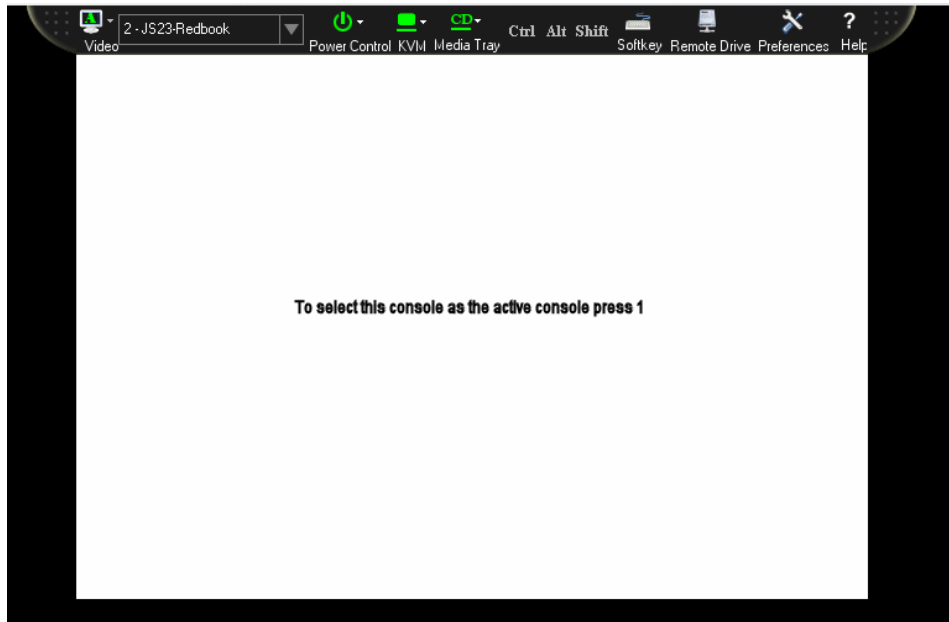 A 2 - JS23-Redbook CD Ctrl Alt Shift ?
Video Power Control KVM Media Tray Softkey Remote Drive Preferences Help
To select this console as the active console press 1